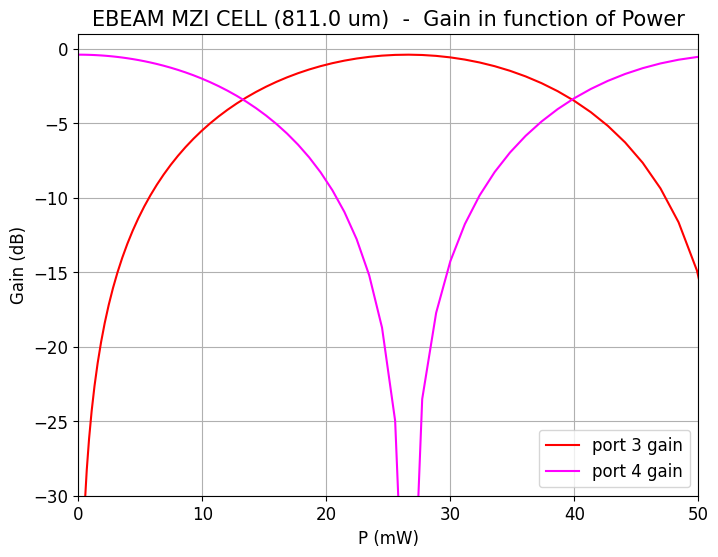 EBEAM MZI CELL (811.0 um)  -  Gain in function of Power
Gain (dB)
0
−5
−10
−15
−20
−25
−30
0 10 20 30 40 50
P (mW)
port 3 gain
port 4 gain